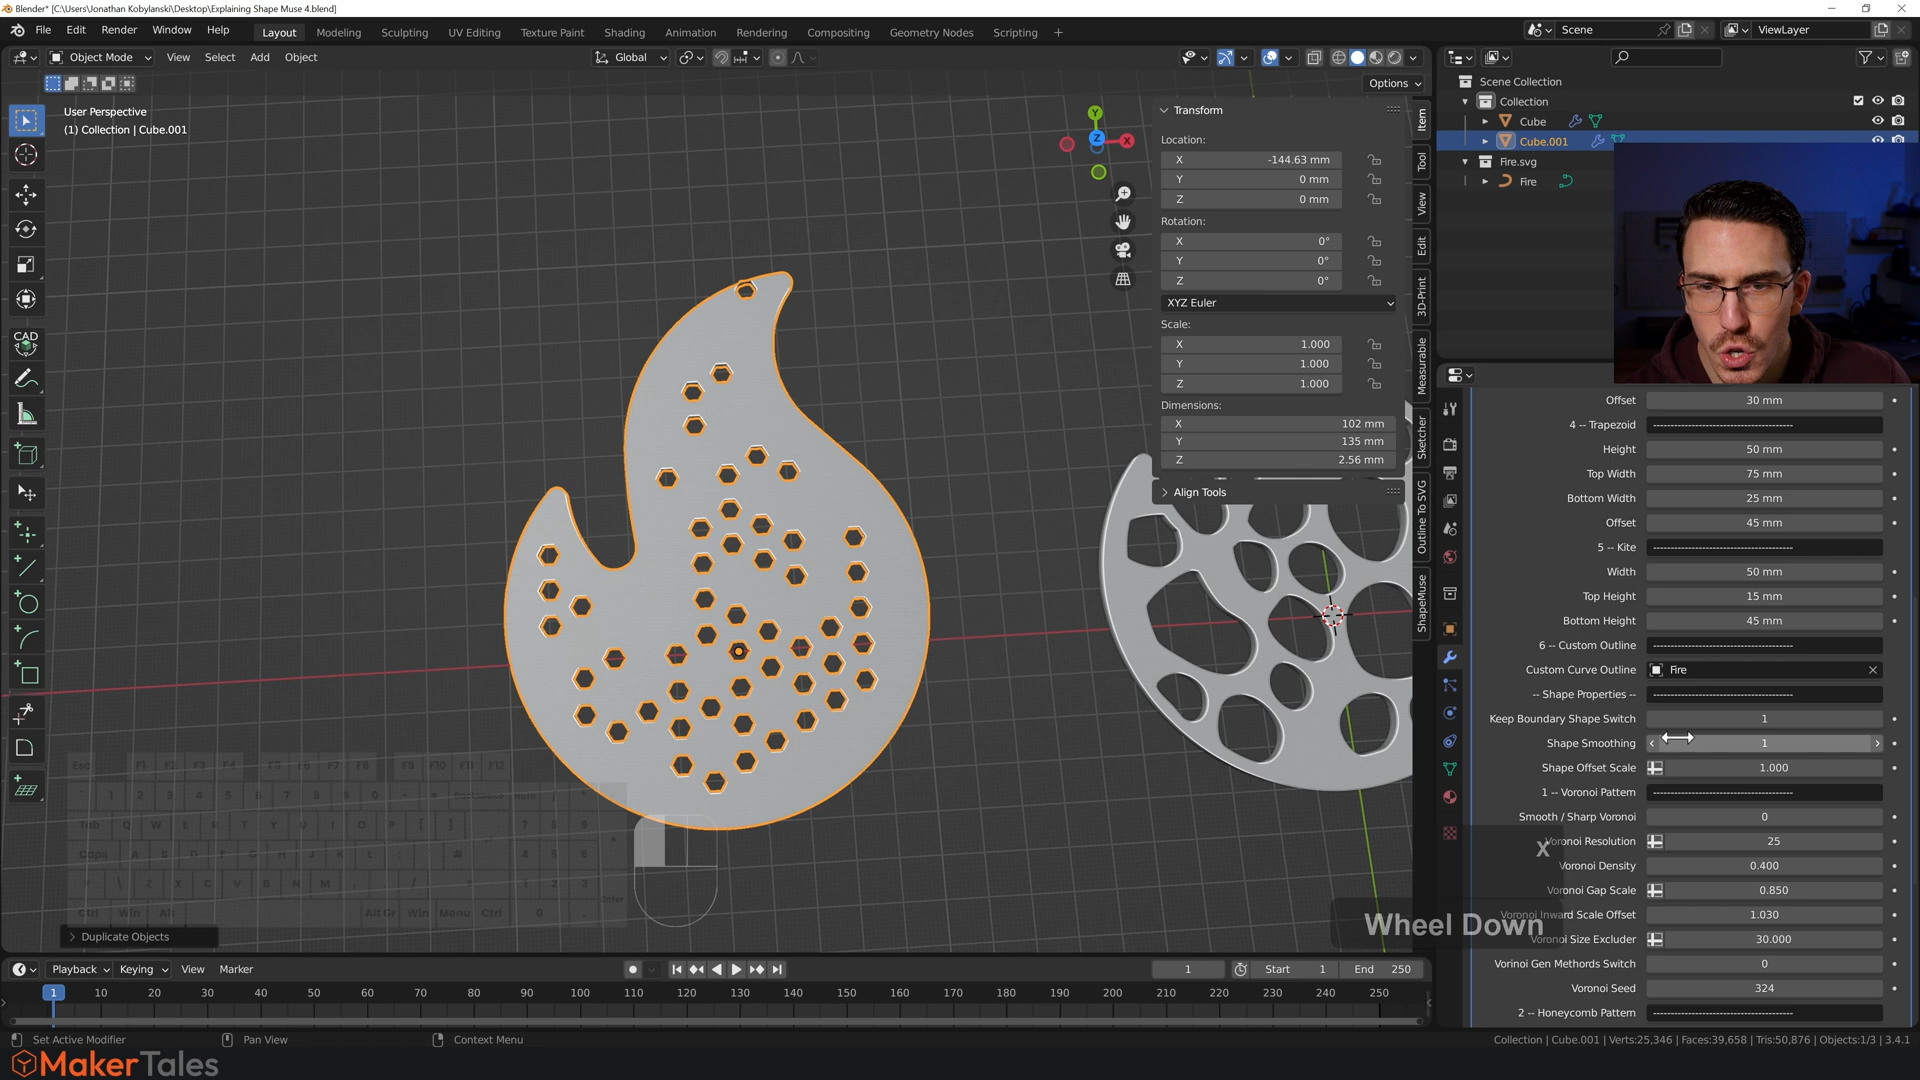 Blender* [C:\Users\Jonathan Kobylanski\Desktop\Explaining Shape Muse 4.blend]
File Edit Render Window Help
Layout Modeling Sculpting UV Editing Texture Paint Shading Animation Rendering Compositing Geometry Nodes Scripting +
Scene
ViewLayer
Object Mode View Select Add Object
Global
Options
User Perspective
(1) Collection | Cube.001
CAD
Y
Z
X
Transform
Location:
X -144.63 mm
Y 0 mm
Z 0 mm
Rotation:
X 0°
Y 0°
Z 0°
XYZ Euler
Scale:
X 1.000
Y 1.000
Z 1.000
Dimensions:
X 102 mm
Y 135 mm
Z 2.56 mm
Align Tools
Item
Tool
View
Edit
3D-Print
Measurable
Sketcher
Outline To SVG
ShapeMuse
Scene Collection
Collection
Cube
Cube.001
Fire.svg
Fire
Offset 30 mm
4 -- Trapezoid ----------------------------------------
Height 50 mm
Top Width 75 mm
Bottom Width 25 mm
Offset 45 mm
5 -- Kite ----------------------------------------
Width 50 mm
Top Height 15 mm
Bottom Height 45 mm
6 -- Custom Outline ----------------------------------------
Custom Curve Outline Fire
-- Shape Properties -- ----------------------------------------
Keep Boundary Shape Switch 1
Shape Smoothing 1
Shape Offset Scale 1.000
1 -- Voronoi Pattern ----------------------------------------
Smooth / Sharp Voronoi 0
Voronoi Resolution 25
Voronoi Density 0.400
Voronoi Gap Scale 0.850
Voronoi Inward Scale Offset 1.030
Voronoi Size Excluder 30.000
Vorinoi Gen Methords Switch 0
Voronoi Seed 324
2 -- Honeycomb Pattern ----------------------------------------
X
Wheel Down
Duplicate Objects
Playback Keying View Marker
1
Start 1
End 250
1 10 20 30 40 50 60 70 80 90 100 110 120 130 140 150 160 170 180 190 200 210 220 230 240 250
Set Active Modifier
Pan View
Context Menu
Collection | Cube.001 | Verts:25,346 | Faces:39,658 | Tris:50,876 | Objects:1/3 | 3.4.1
MakerTales